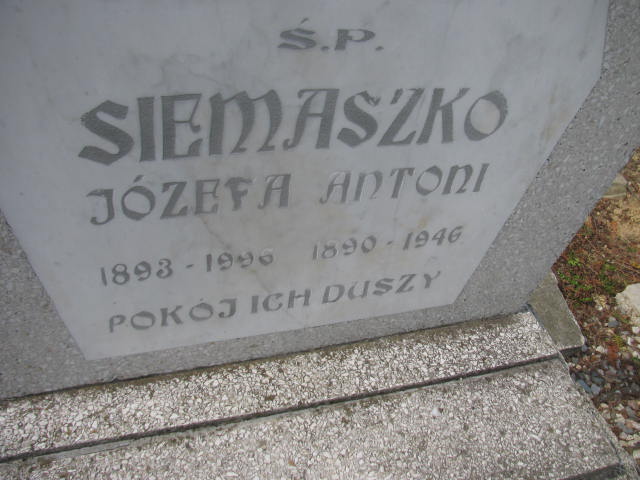 Ś.P.
SIEMASZKO
JÓZEFA ANTONI
1893 - 1996 1890 - 1946
POKÓJ ICH DUSZY